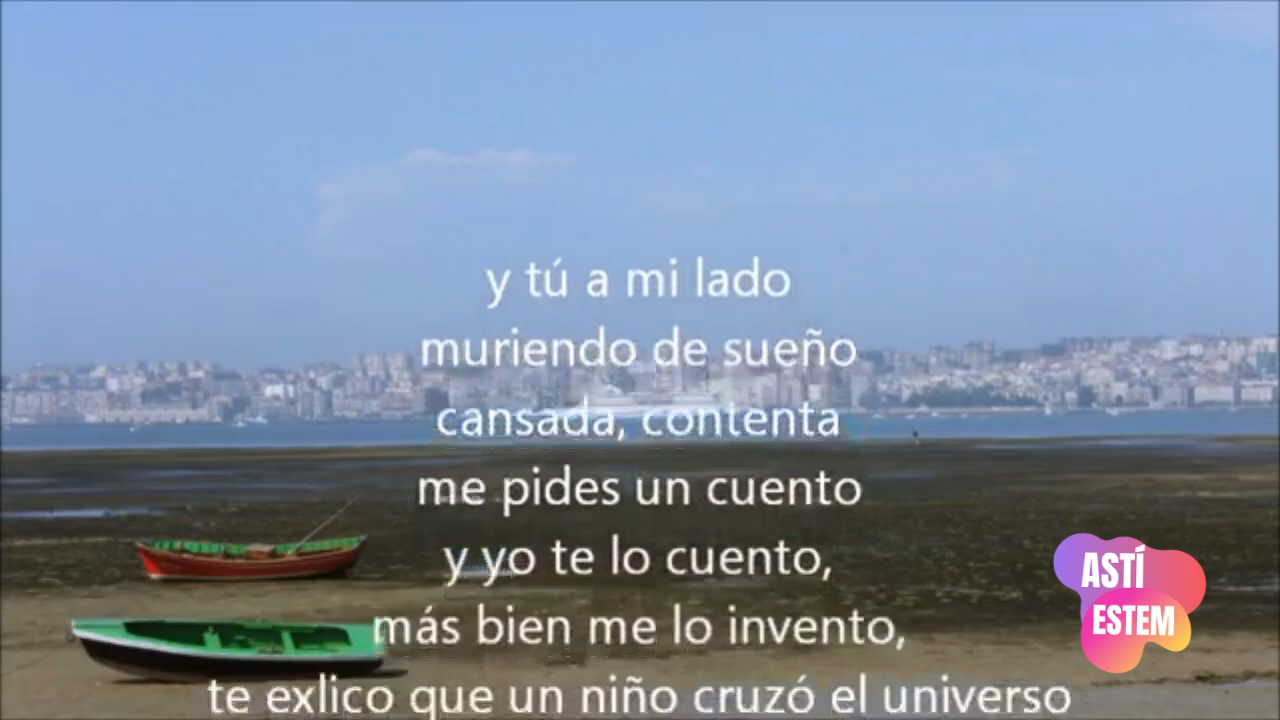 y tú a mi lado
muriendo de sueño
cansada, contenta
me pides un cuento
y yo te lo cuento,
más bien me lo invento,
te exlico que un niño cruzó el universo
ASTÍ
ESTEM